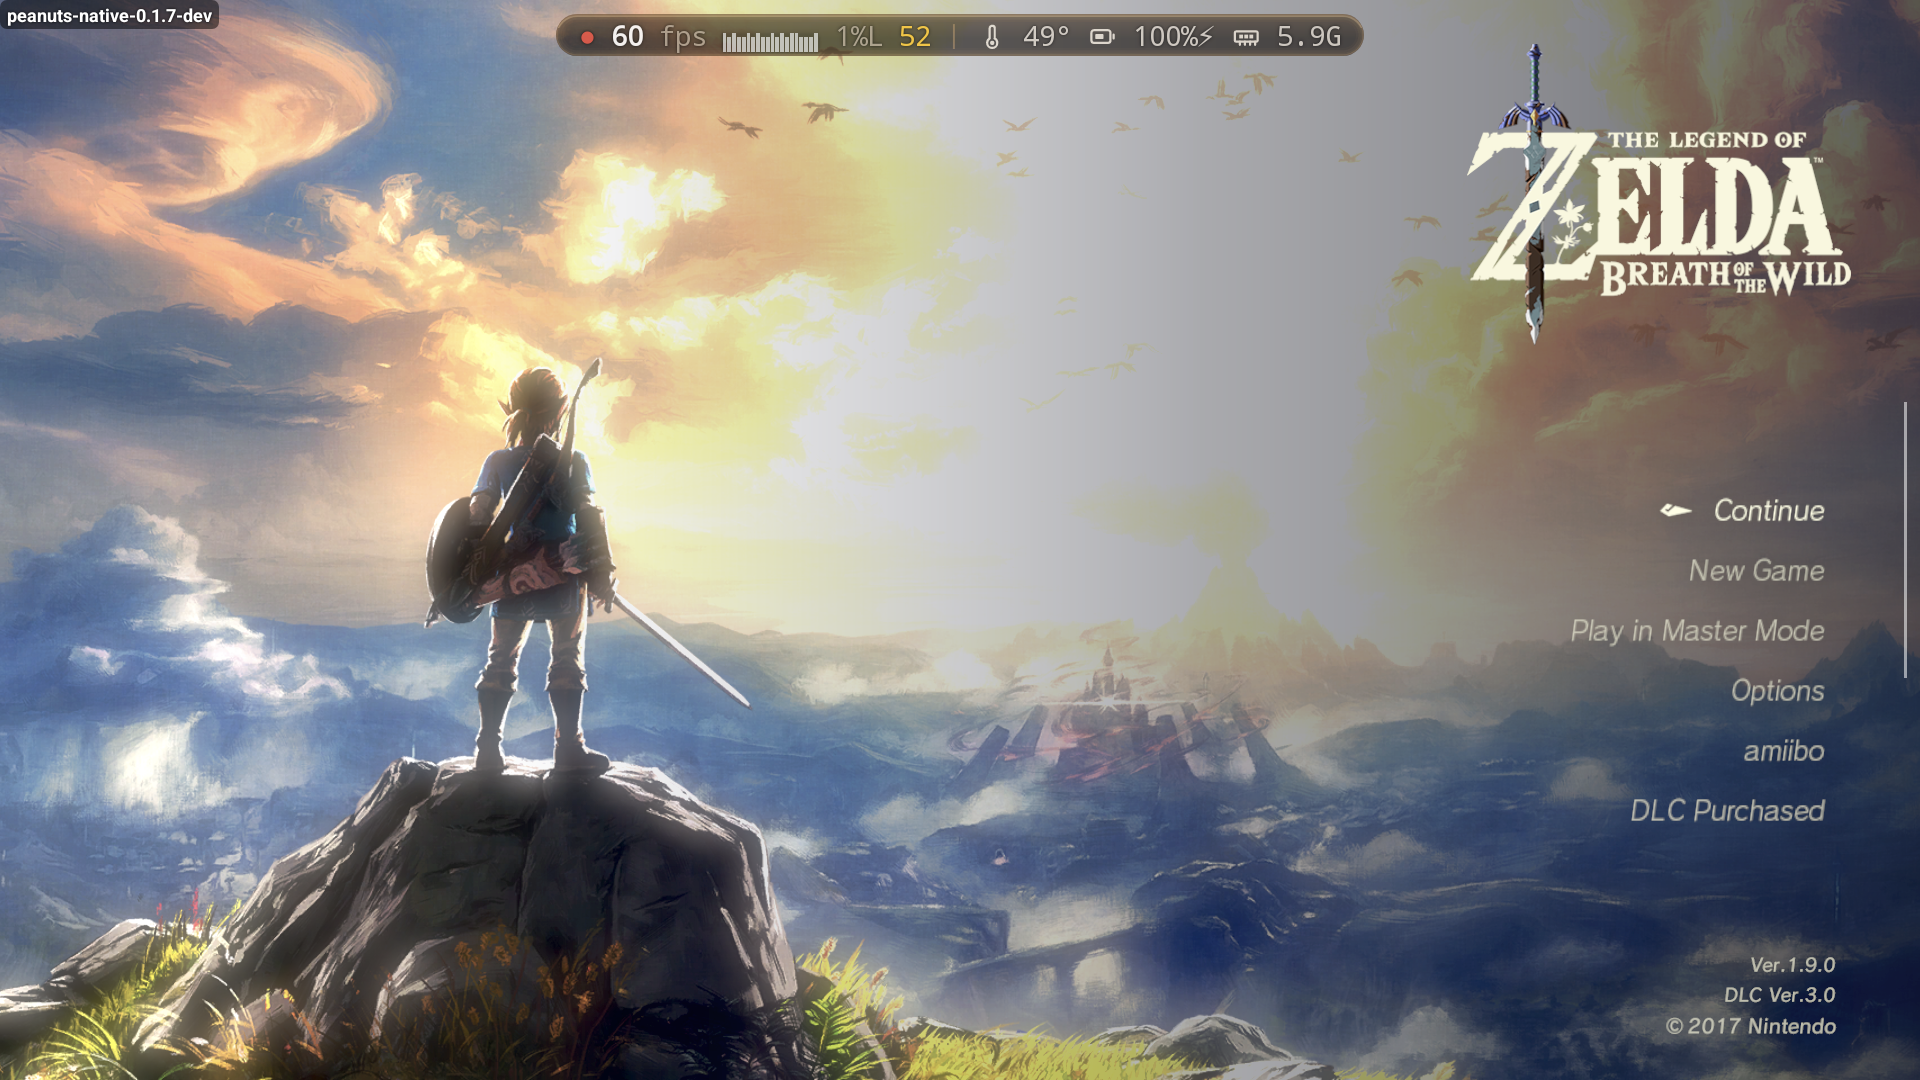 peanuts-native-0.1.7-dev
60 fps 1%L 52 49° 100% 5.9G
THE LEGEND OF
ZELDA™
BREATH OF THE WILD
Continue
New Game
Play in Master Mode
Options
amiibo
DLC Purchased
Ver.1.9.0
DLC Ver.3.0
© 2017 Nintendo